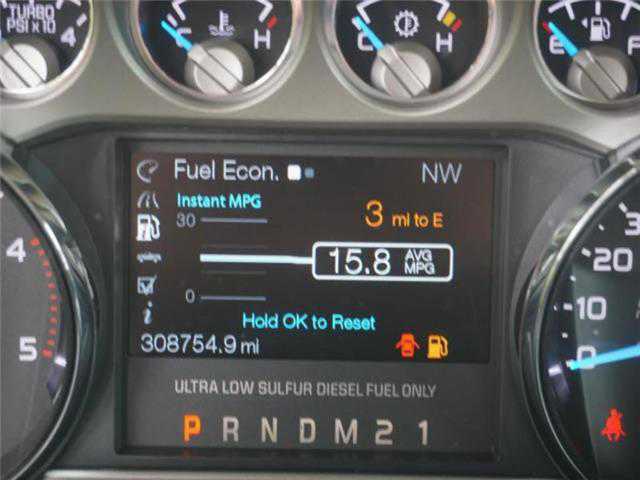 TURBO
PSI x 10
4
H
C
H
E
F
Fuel Econ.
NW
Instant MPG
30
3 mi to E
15.8 AVG MPG
0
Hold OK to Reset
308754.9 mi
4
5
20
10
0
ULTRA LOW SULFUR DIESEL FUEL ONLY
P R N D M 2 1